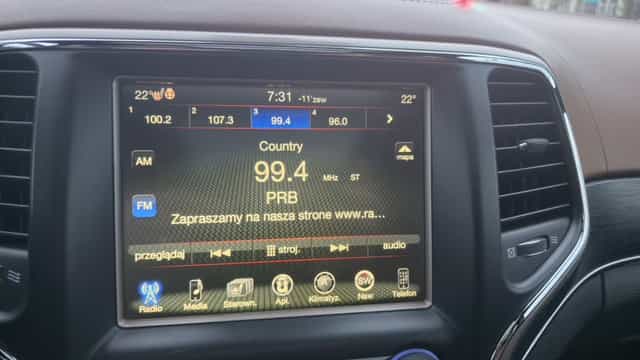 22° 7:31 -11°zew 22°
1 100.2 2 107.3 3 99.4 4 96.0
Country
AM 99.4 MHz ST mapa
FM PRB
Zapraszamy na nasza strone www.ra...
przeglądaj stroj. audio
Radio Media Sterown. Apl. Klimatyz. Naw Telefon